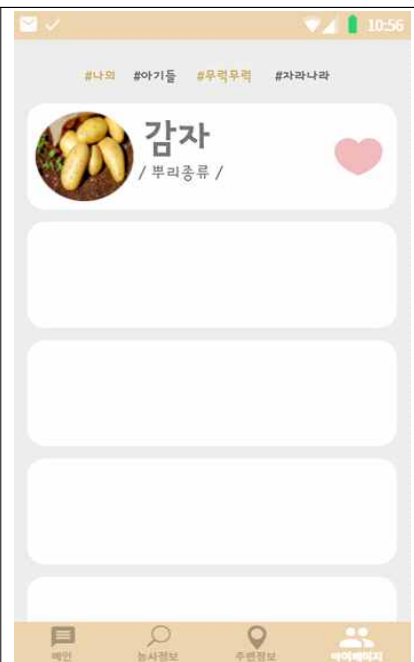 10:56
#나의 #아기들 #무럭무럭 #자라나라
감자
/ 뿌리종류 /
메인 농사정보 주변정보 마이페이지